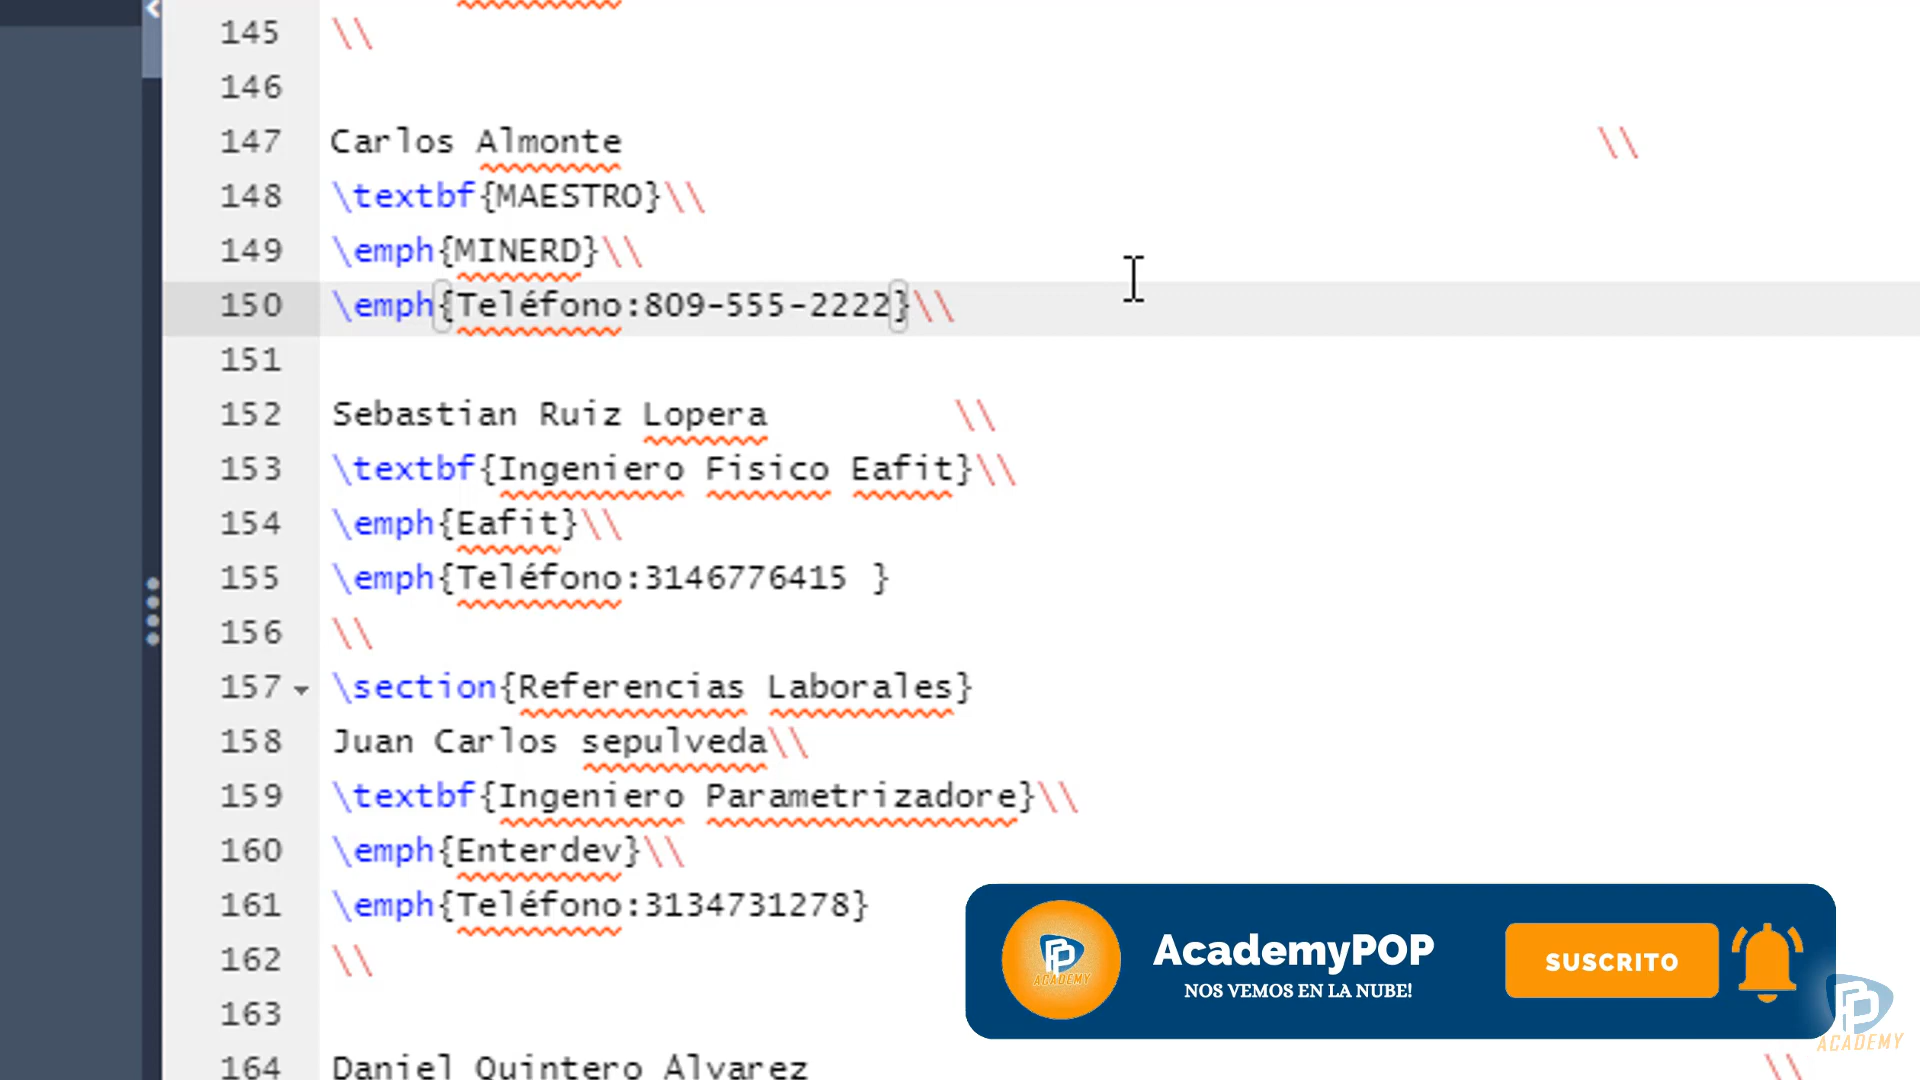 145 \\
146
147 Carlos Almonte \\
148 \textbf{MAESTRO}\\
149 \emph{MINERD}\\
150 \emph{Teléfono:809-555-2222}\\
151
152 Sebastian Ruiz Lopera \\
153 \textbf{Ingeniero Fisico Eafit}\\
154 \emph{Eafit}\\
155 \emph{Teléfono:3146776415 }
156 \\
157 \section{Referencias Laborales}
158 Juan Carlos sepulveda\\
159 \textbf{Ingeniero Parametrizadore}\\
160 \emph{Enterdev}\\
161 \emph{Teléfono:3134731278}
162 \\
163
164 Daniel Quintero Álvarez \\
ACADEMY
AcademyPOP
NOS VEMOS EN LA NUBE!
SUSCRITO
ACADEMY